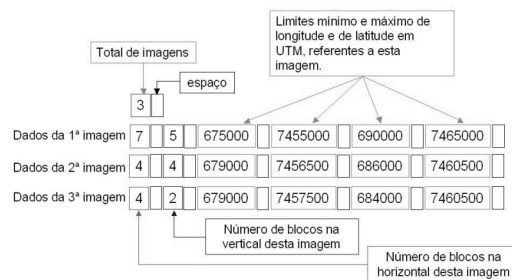 Total de imagens
espaço
Limites mínimo e máximo de
longitude e de latitude em
UTM, referentes a esta
imagem.
3
Dados da 1ª imagem 7 5 675000 7455000 690000 7465000
Dados da 2ª imagem 4 4 679000 7456500 686000 7460500
Dados da 3ª imagem 4 2 679000 7457500 684000 7460500
Número de blocos na
vertical desta imagem
Número de blocos na
horizontal desta imagem